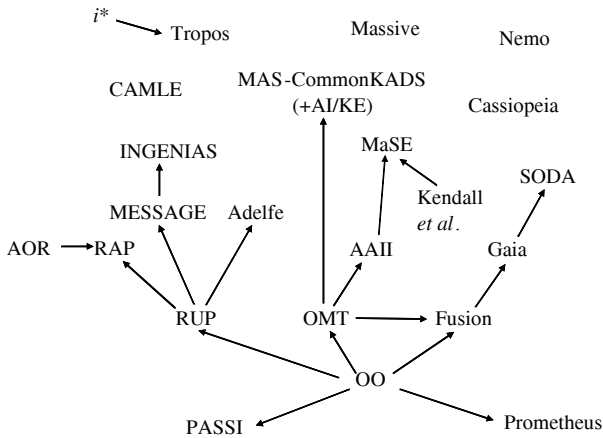 i*
Tropos
Massive
Nemo
CAMLE
MAS-CommonKADS
(+AI/KE)
Cassiopeia
INGENIAS
MaSE
SODA
MESSAGE
Adelfe
Kendall
et al.
AOR
RAP
AAII
Gaia
RUP
OMT
Fusion
OO
PASSI
Prometheus